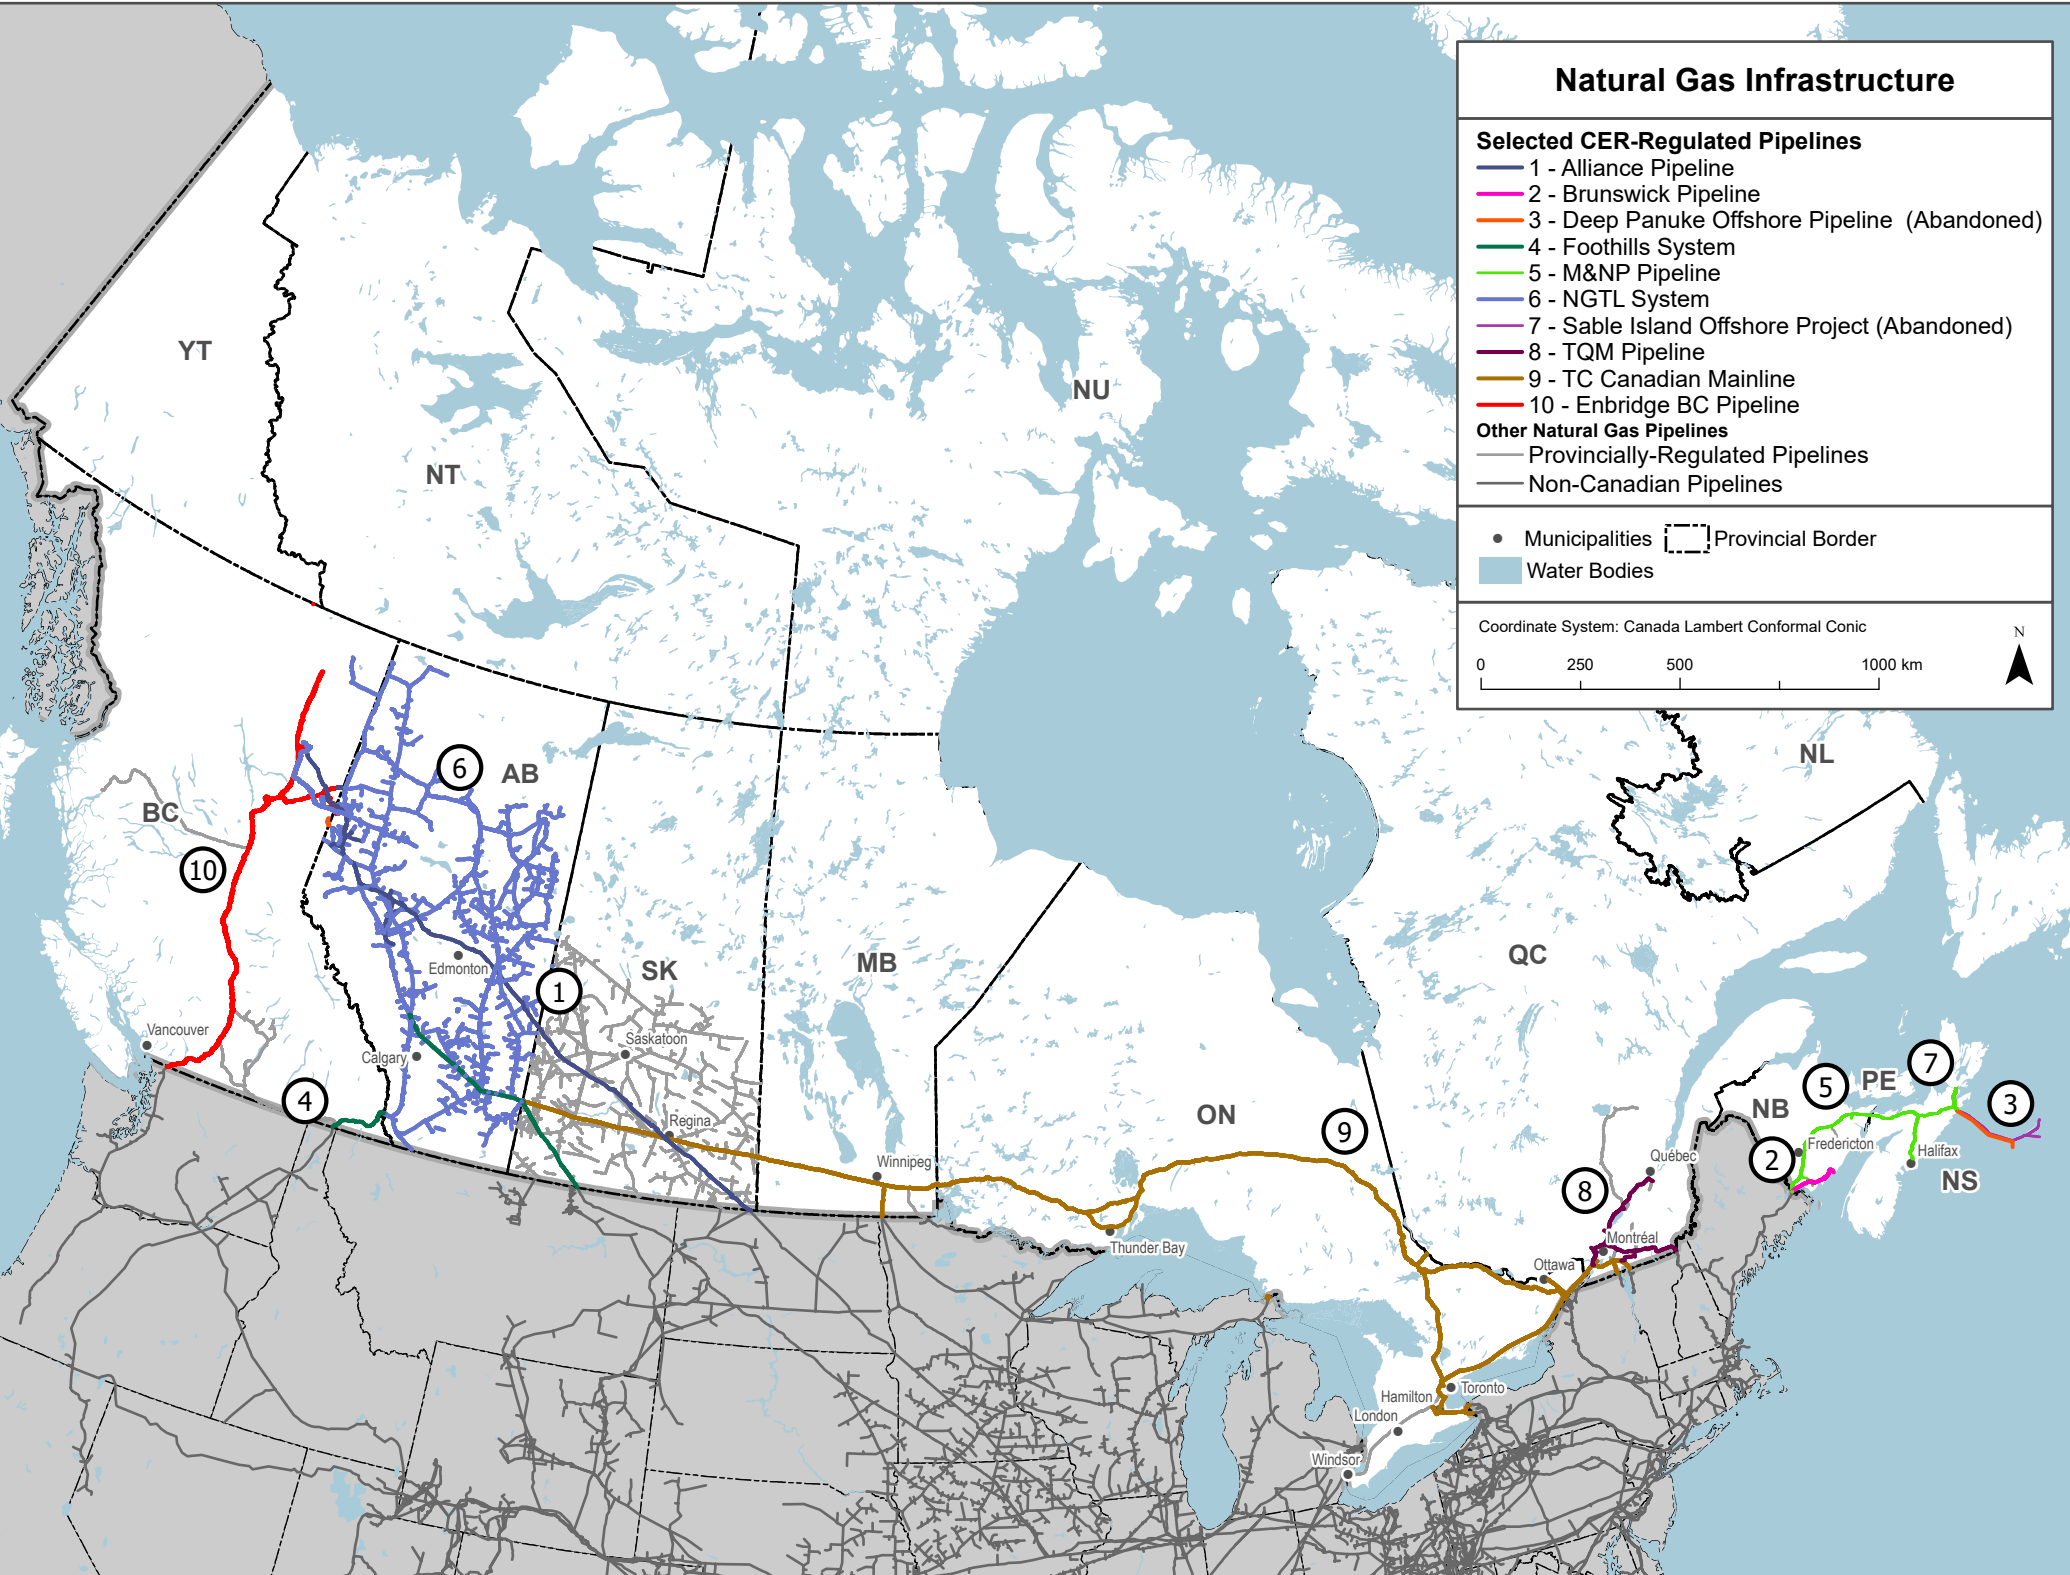 Natural Gas Infrastructure
Selected CER-Regulated Pipelines
1 - Alliance Pipeline
2 - Brunswick Pipeline
3 - Deep Panuke Offshore Pipeline (Abandoned)
4 - Foothills System
5 - M&NP Pipeline
6 - NGTL System
7 - Sable Island Offshore Project (Abandoned)
8 - TQM Pipeline
9 - TC Canadian Mainline
10 - Enbridge BC Pipeline
Other Natural Gas Pipelines
Provincially-Regulated Pipelines
Non-Canadian Pipelines
Municipalities Provincial Border
Water Bodies
Coordinate System: Canada Lambert Conformal Conic
N
0 250 500 1000 km
YT
NU
NT
NL
6 AB
BC
10
QC
SK
MB
Edmonton
1
Vancouver
Saskatoon
Calgary
7
PE
5
3
4
NB
ON
9
Regina
Fredericton
Halifax
2
Québec
Winnipeg
NS
8
Montréal
Thunder Bay
Ottawa
Toronto
Hamilton
London
Windsor